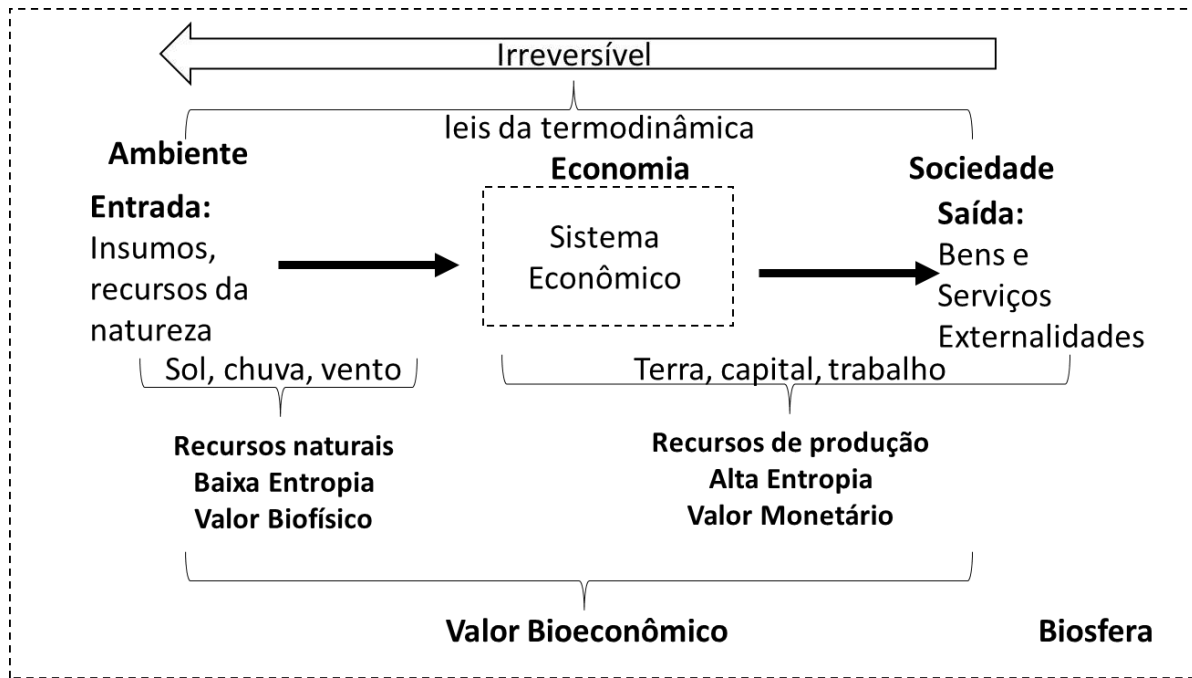 Irreversível
leis da termodinâmica
Ambiente
Economia
Sociedade
Entrada:
Insumos,
recursos da
natureza
Sistema
Econômico
Saída:
Bens e
Serviços
Externalidades
Sol, chuva, vento
Terra, capital, trabalho
Recursos naturais
Baixa Entropia
Valor Biofísico
Recursos de produção
Alta Entropia
Valor Monetário
Valor Bioeconômico
Biosfera